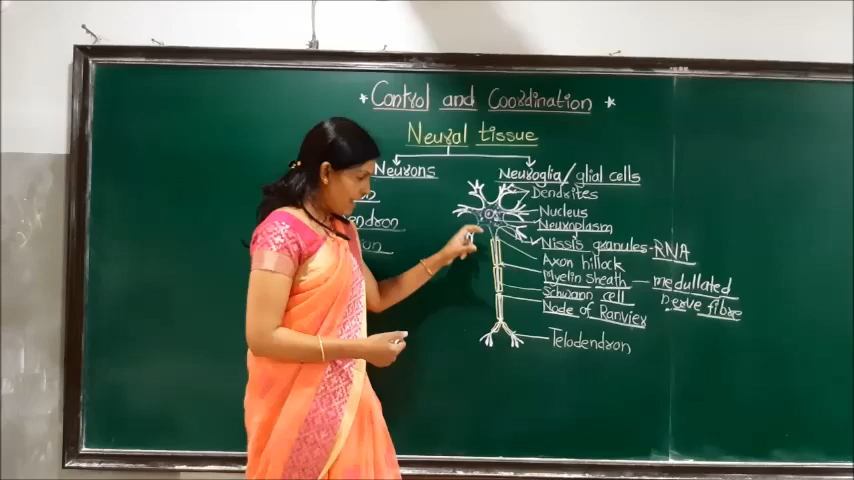 * Control and Coordination *
Neural tissue
Neurons
Neuroglia/glial cells
Dendrites
Nucleus
Neuroplasm
Nissls granules-RNA
Axon hillock
Myelin sheath — medullated
nerve fibre
Schwann cell
Node of Ranvier
Telodendron